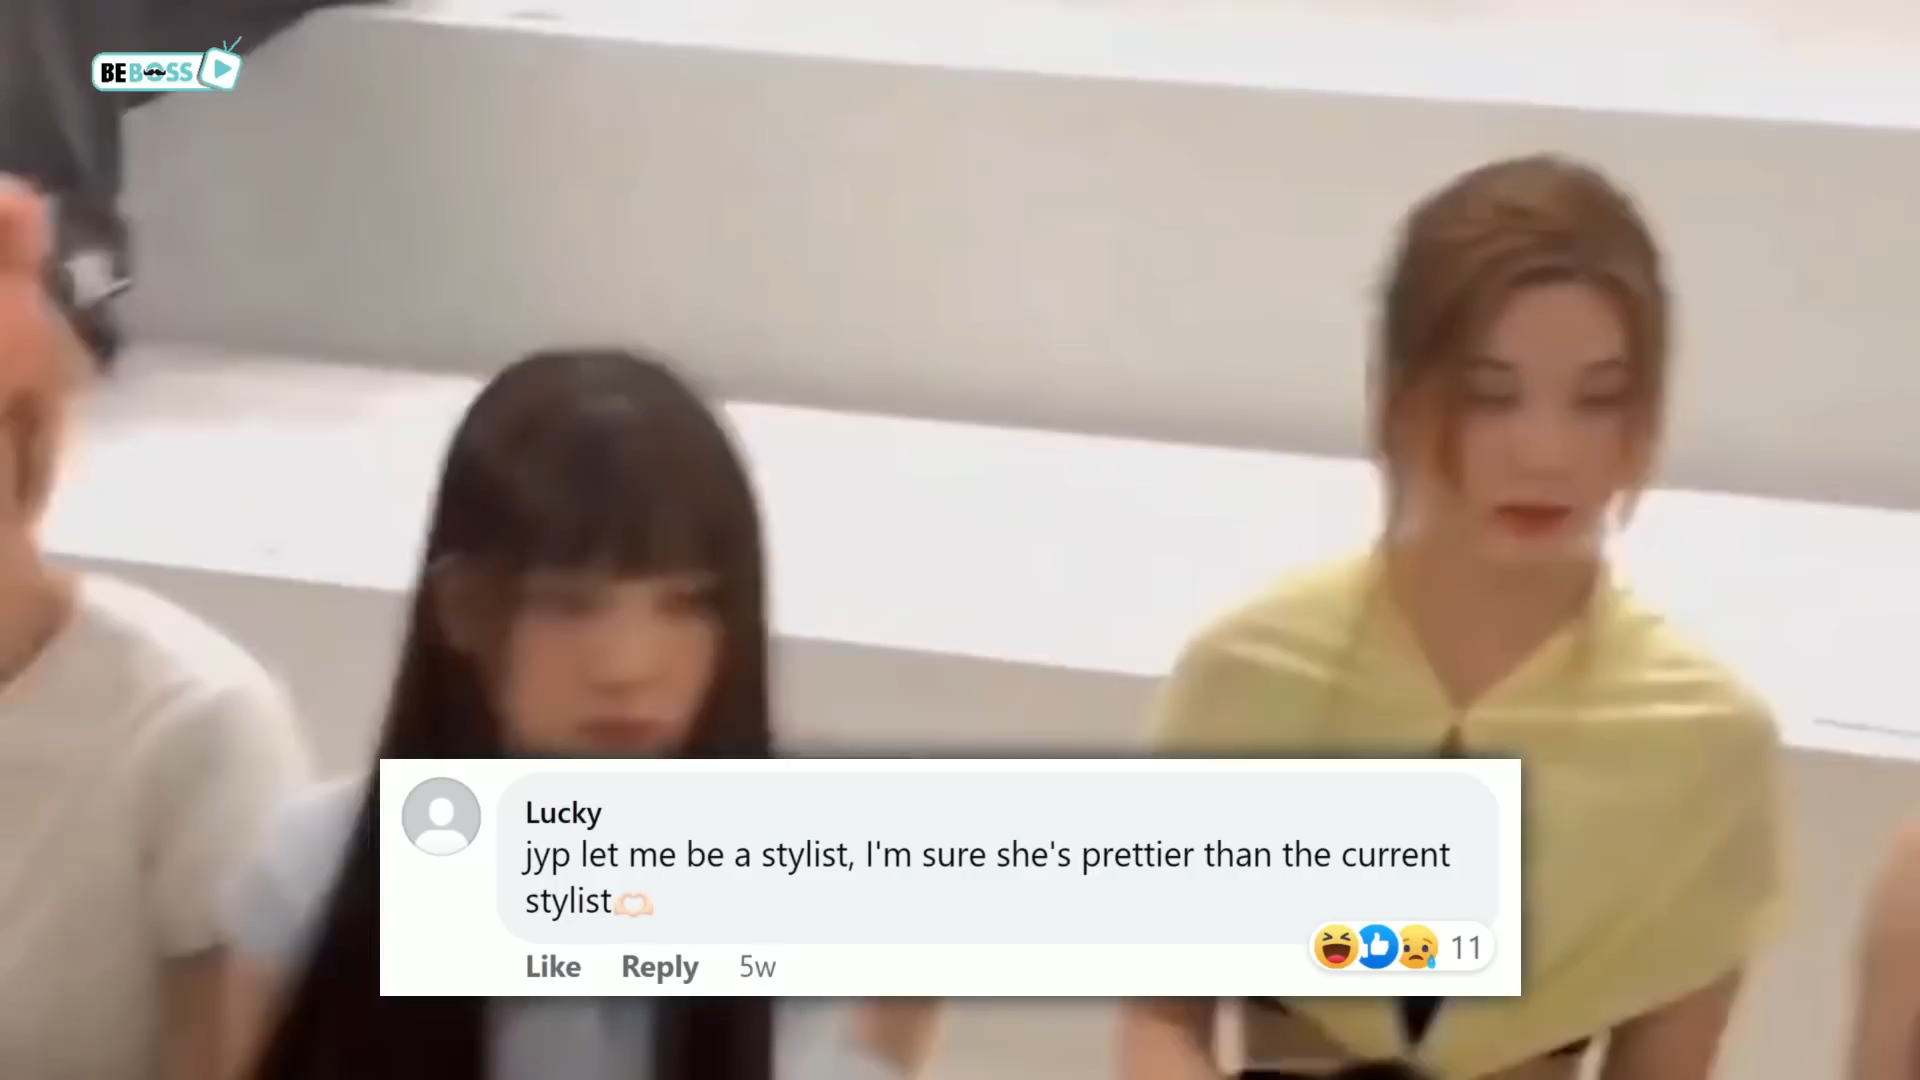 BEBOSS
Lucky
jyp let me be a stylist, I'm sure she's prettier than the current
stylist🫶🏻
Like Reply 5w
11